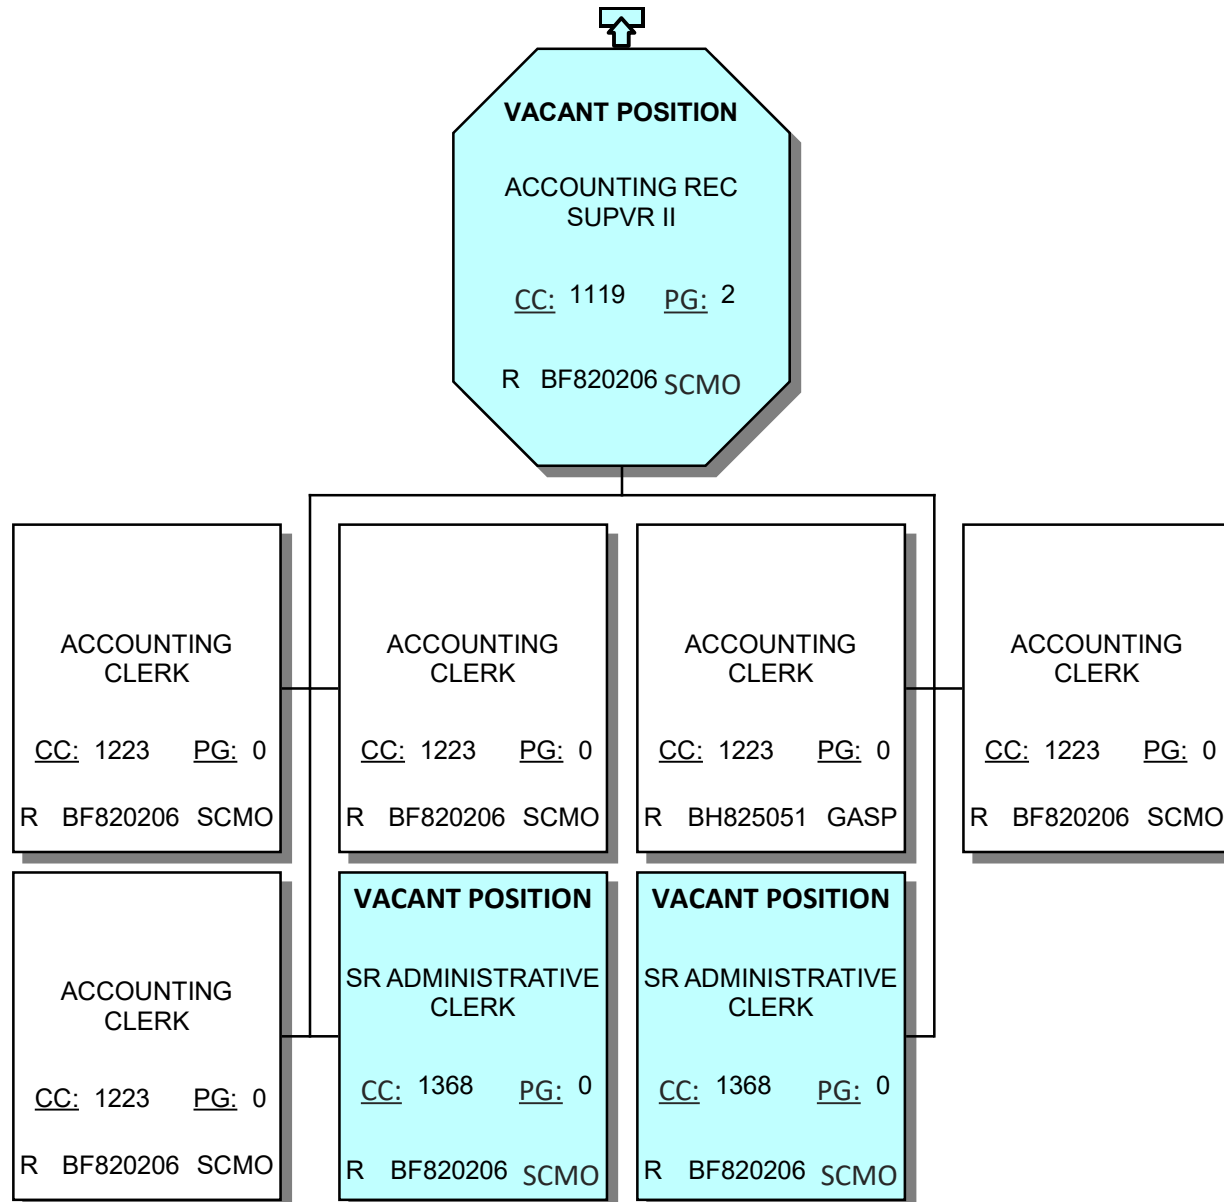 VACANT POSITION
ACCOUNTING REC
SUPVR II
CC: 1119 PG: 2
R BF820206 SCMO
ACCOUNTING
CLERK
CC: 1223 PG: 0
R BF820206 SCMO
ACCOUNTING
CLERK
CC: 1223 PG: 0
R BF820206 SCMO
ACCOUNTING
CLERK
CC: 1223 PG: 0
R BH825051 GASP
ACCOUNTING
CLERK
CC: 1223 PG: 0
R BF820206 SCMO
ACCOUNTING
CLERK
CC: 1223 PG: 0
R BF820206 SCMO
VACANT POSITION
SR ADMINISTRATIVE
CLERK
CC: 1368 PG: 0
R BF820206 SCMO
VACANT POSITION
SR ADMINISTRATIVE
CLERK
CC: 1368 PG: 0
R BF820206 SCMO